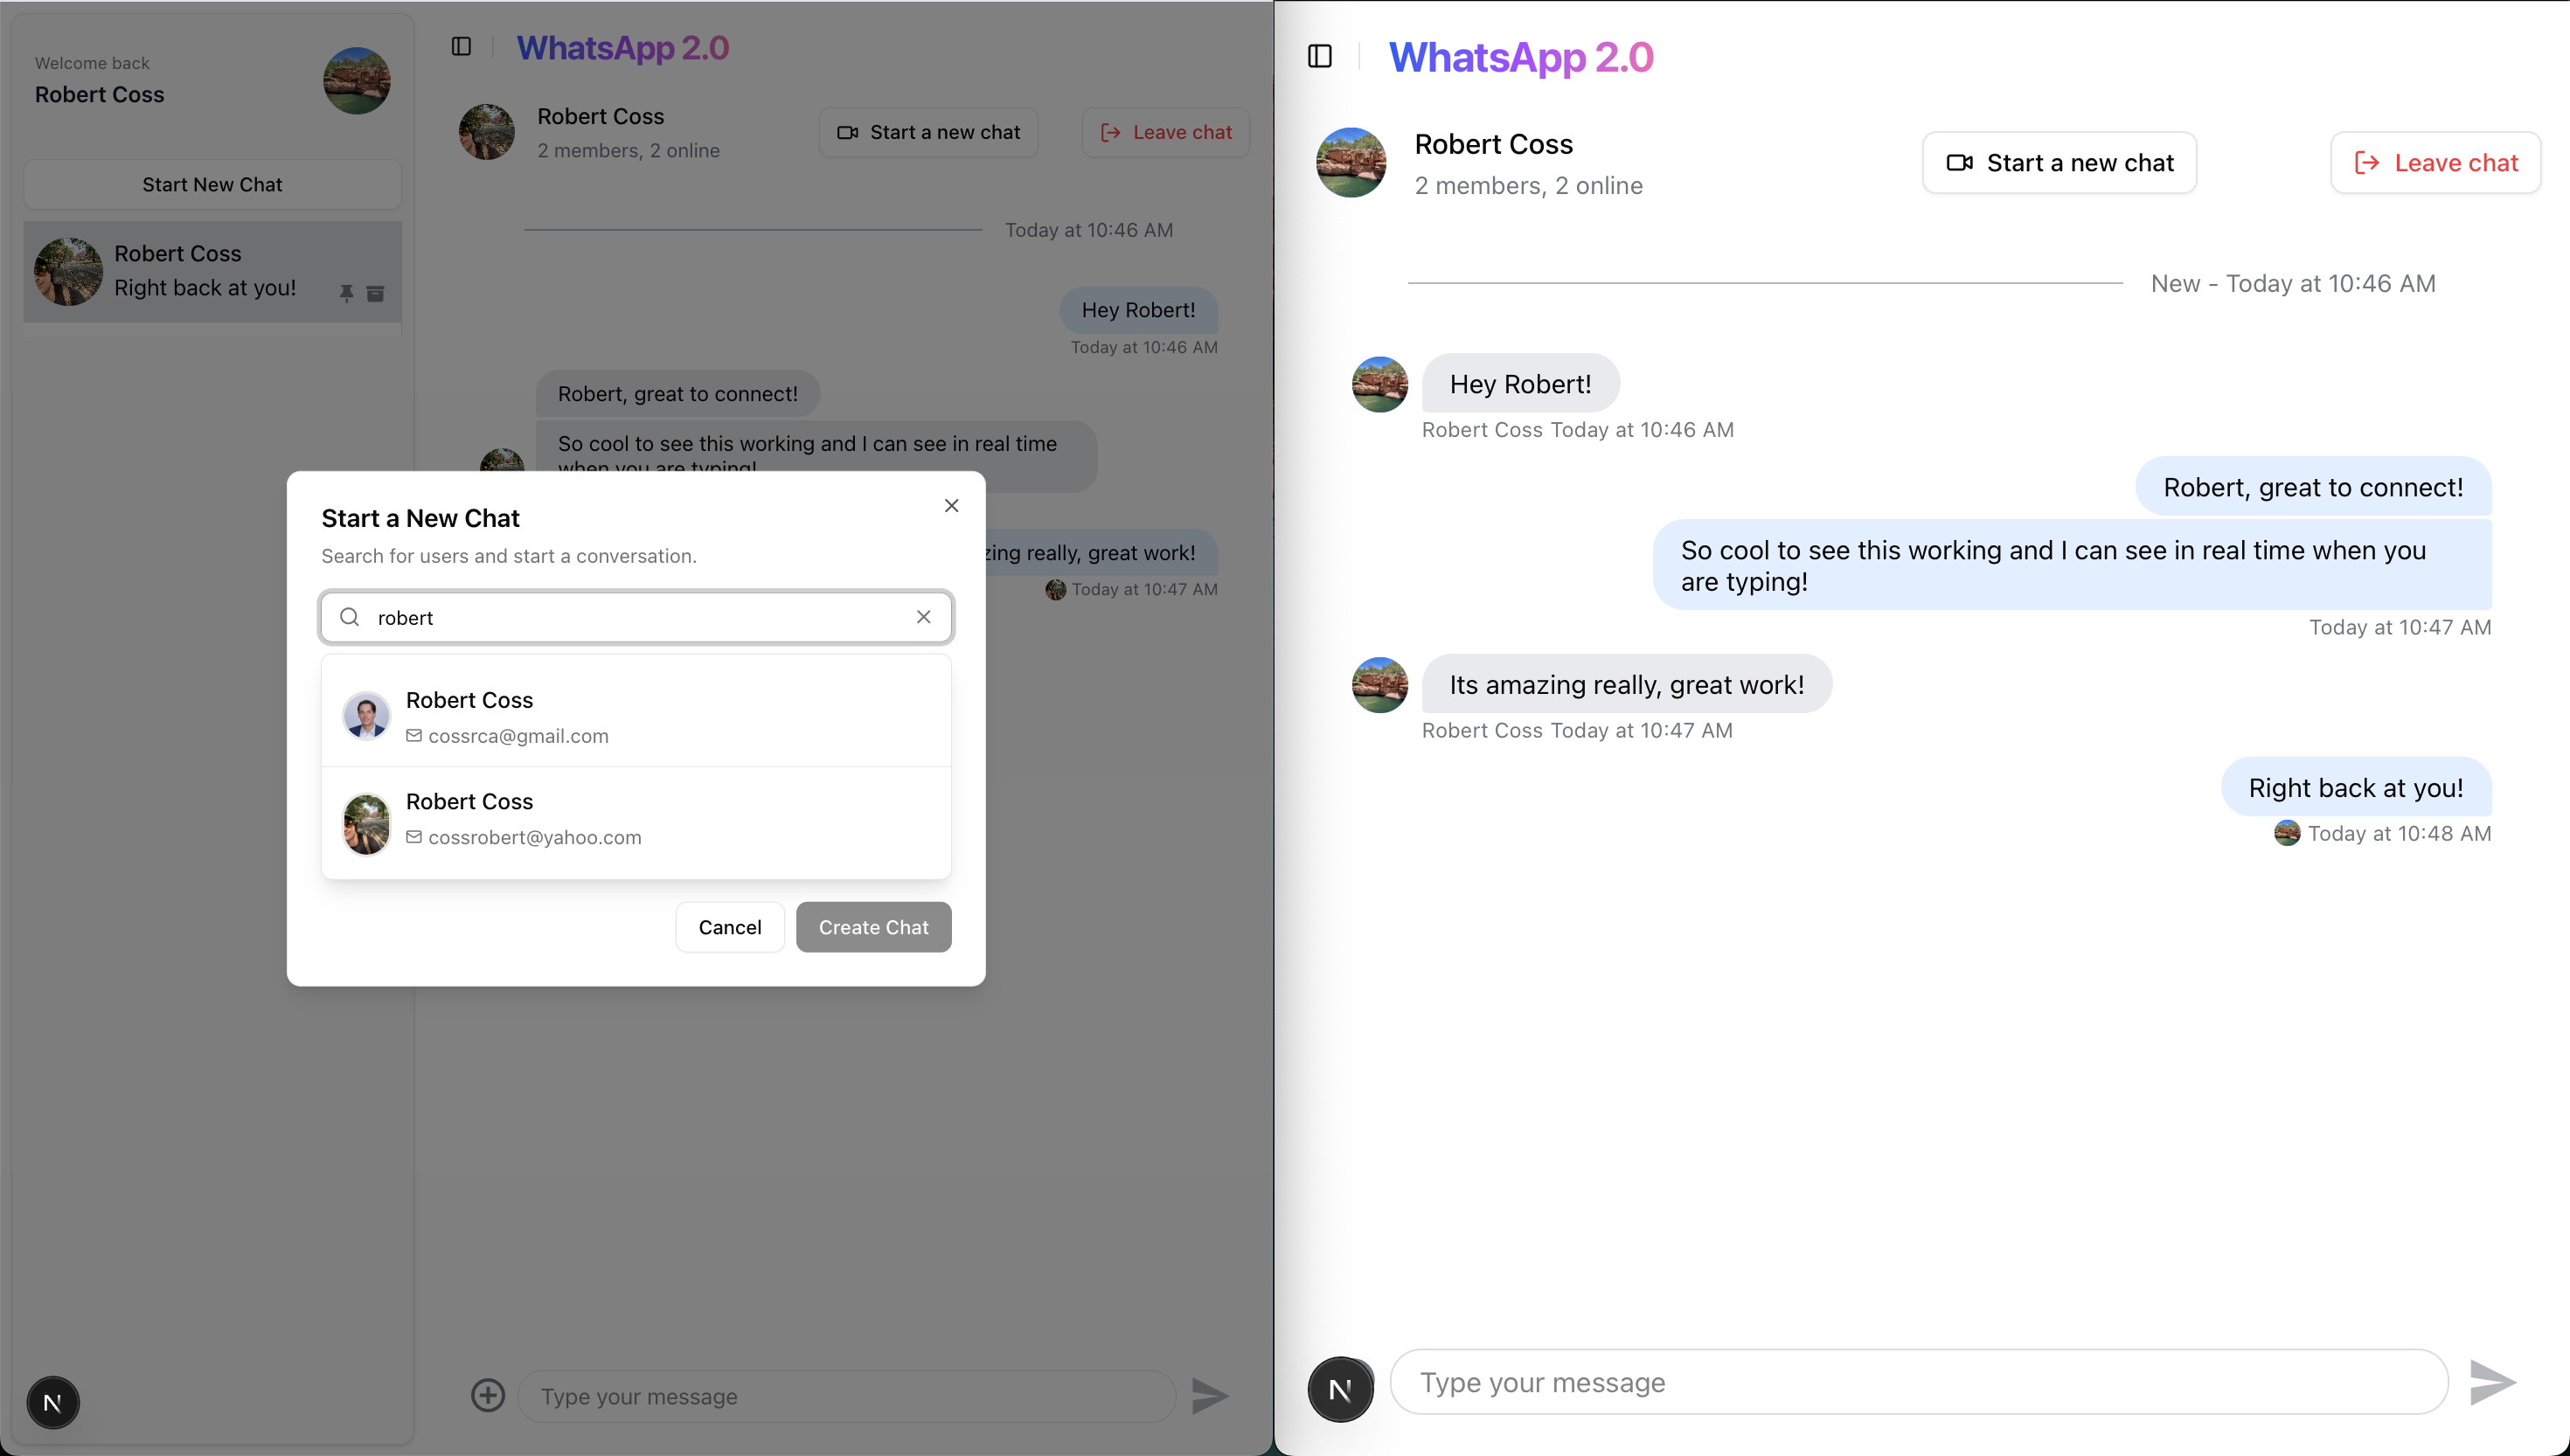 Welcome back
Robert Coss
Start New Chat
Robert Coss
Right back at you!
N
WhatsApp 2.0
Robert Coss
2 members, 2 online
Start a new chat
Leave chat
Today at 10:46 AM
Hey Robert!
Today at 10:46 AM
Robert, great to connect!
So cool to see this working and I can see in real time
when you are typing!
zing really, great work!
Today at 10:47 AM
Type your message
Start a New Chat
Search for users and start a conversation.
robert
Robert Coss
cossrca@gmail.com
Robert Coss
cossrobert@yahoo.com
Cancel
Create Chat
WhatsApp 2.0
Robert Coss
2 members, 2 online
Start a new chat
Leave chat
New - Today at 10:46 AM
Hey Robert!
Robert Coss Today at 10:46 AM
Robert, great to connect!
So cool to see this working and I can see in real time when you
are typing!
Today at 10:47 AM
Its amazing really, great work!
Robert Coss Today at 10:47 AM
Right back at you!
Today at 10:48 AM
N
Type your message